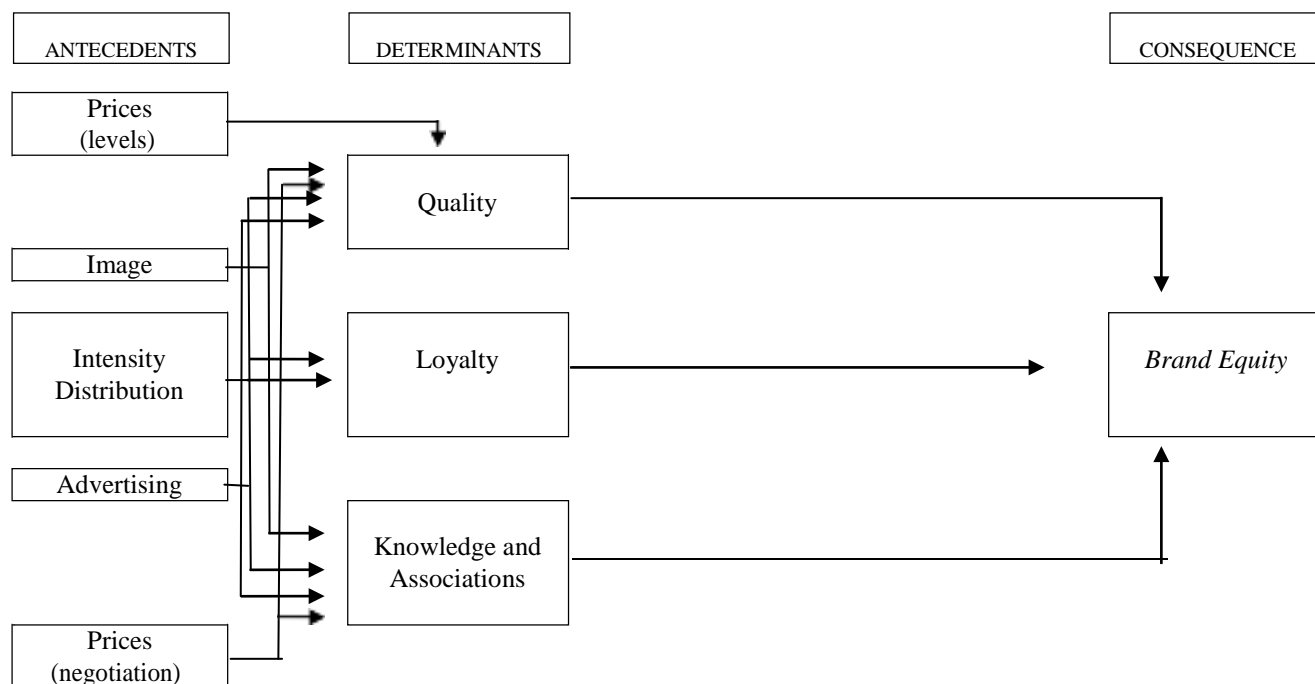 ANTECEDENTS
DETERMINANTS
CONSEQUENCE
Prices
(levels)
Quality
Image
Intensity
Distribution
Loyalty
Brand Equity
Advertising
Knowledge and
Associations
Prices
(negotiation)